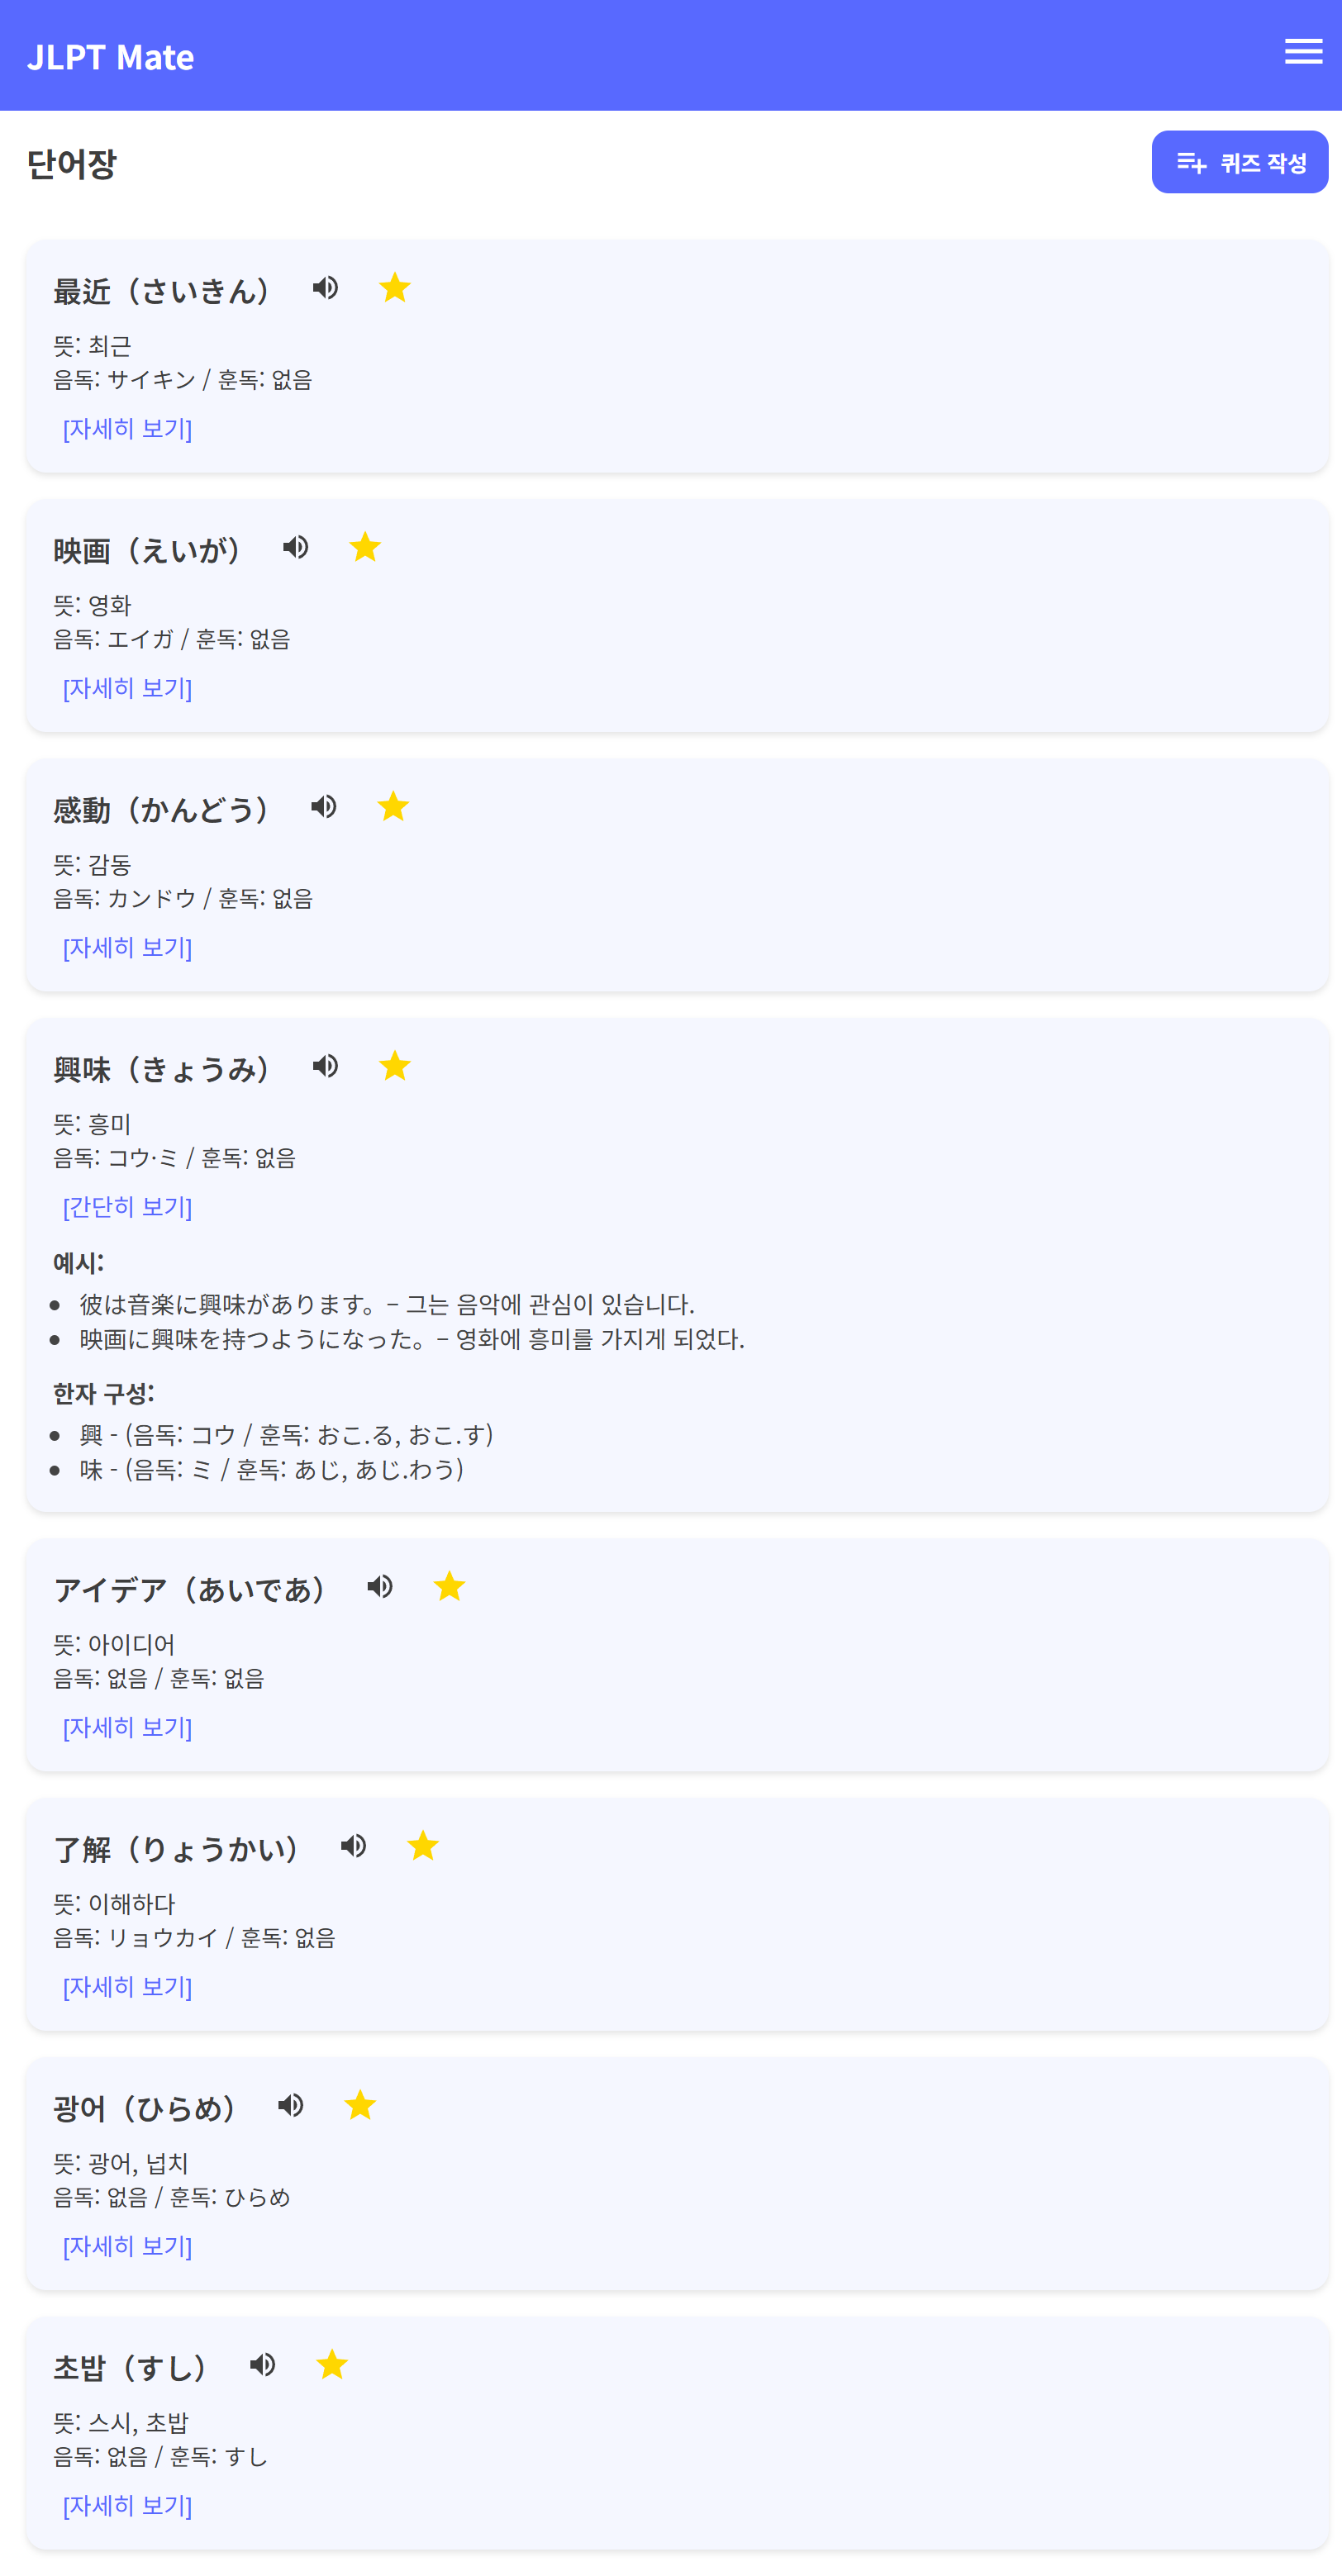 JLPT Mate
단어장
퀴즈 작성
最近（さいきん）
뜻: 최근
음독: サイキン / 훈독: 없음
[자세히 보기]
映画（えいが）
뜻: 영화
음독: エイガ / 훈독: 없음
[자세히 보기]
感動（かんどう）
뜻: 감동
음독: カンドウ / 훈독: 없음
[자세히 보기]
興味（きょうみ）
뜻: 흥미
음독: コウ·ミ / 훈독: 없음
[간단히 보기]
예시:
彼は音楽に興味があります。– 그는 음악에 관심이 있습니다.
映画に興味を持つようになった。– 영화에 흥미를 가지게 되었다.
한자 구성:
興 - (음독: コウ / 훈독: おこ.る, おこ.す)
味 - (음독: ミ / 훈독: あじ, あじ.わう)
アイデア（あいであ）
뜻: 아이디어
음독: 없음 / 훈독: 없음
[자세히 보기]
了解（りょうかい）
뜻: 이해하다
음독: リョウカイ / 훈독: 없음
[자세히 보기]
광어（ひらめ）
뜻: 광어, 넙치
음독: 없음 / 훈독: ひらめ
[자세히 보기]
초밥（すし）
뜻: 스시, 초밥
음독: 없음 / 훈독: すし
[자세히 보기]